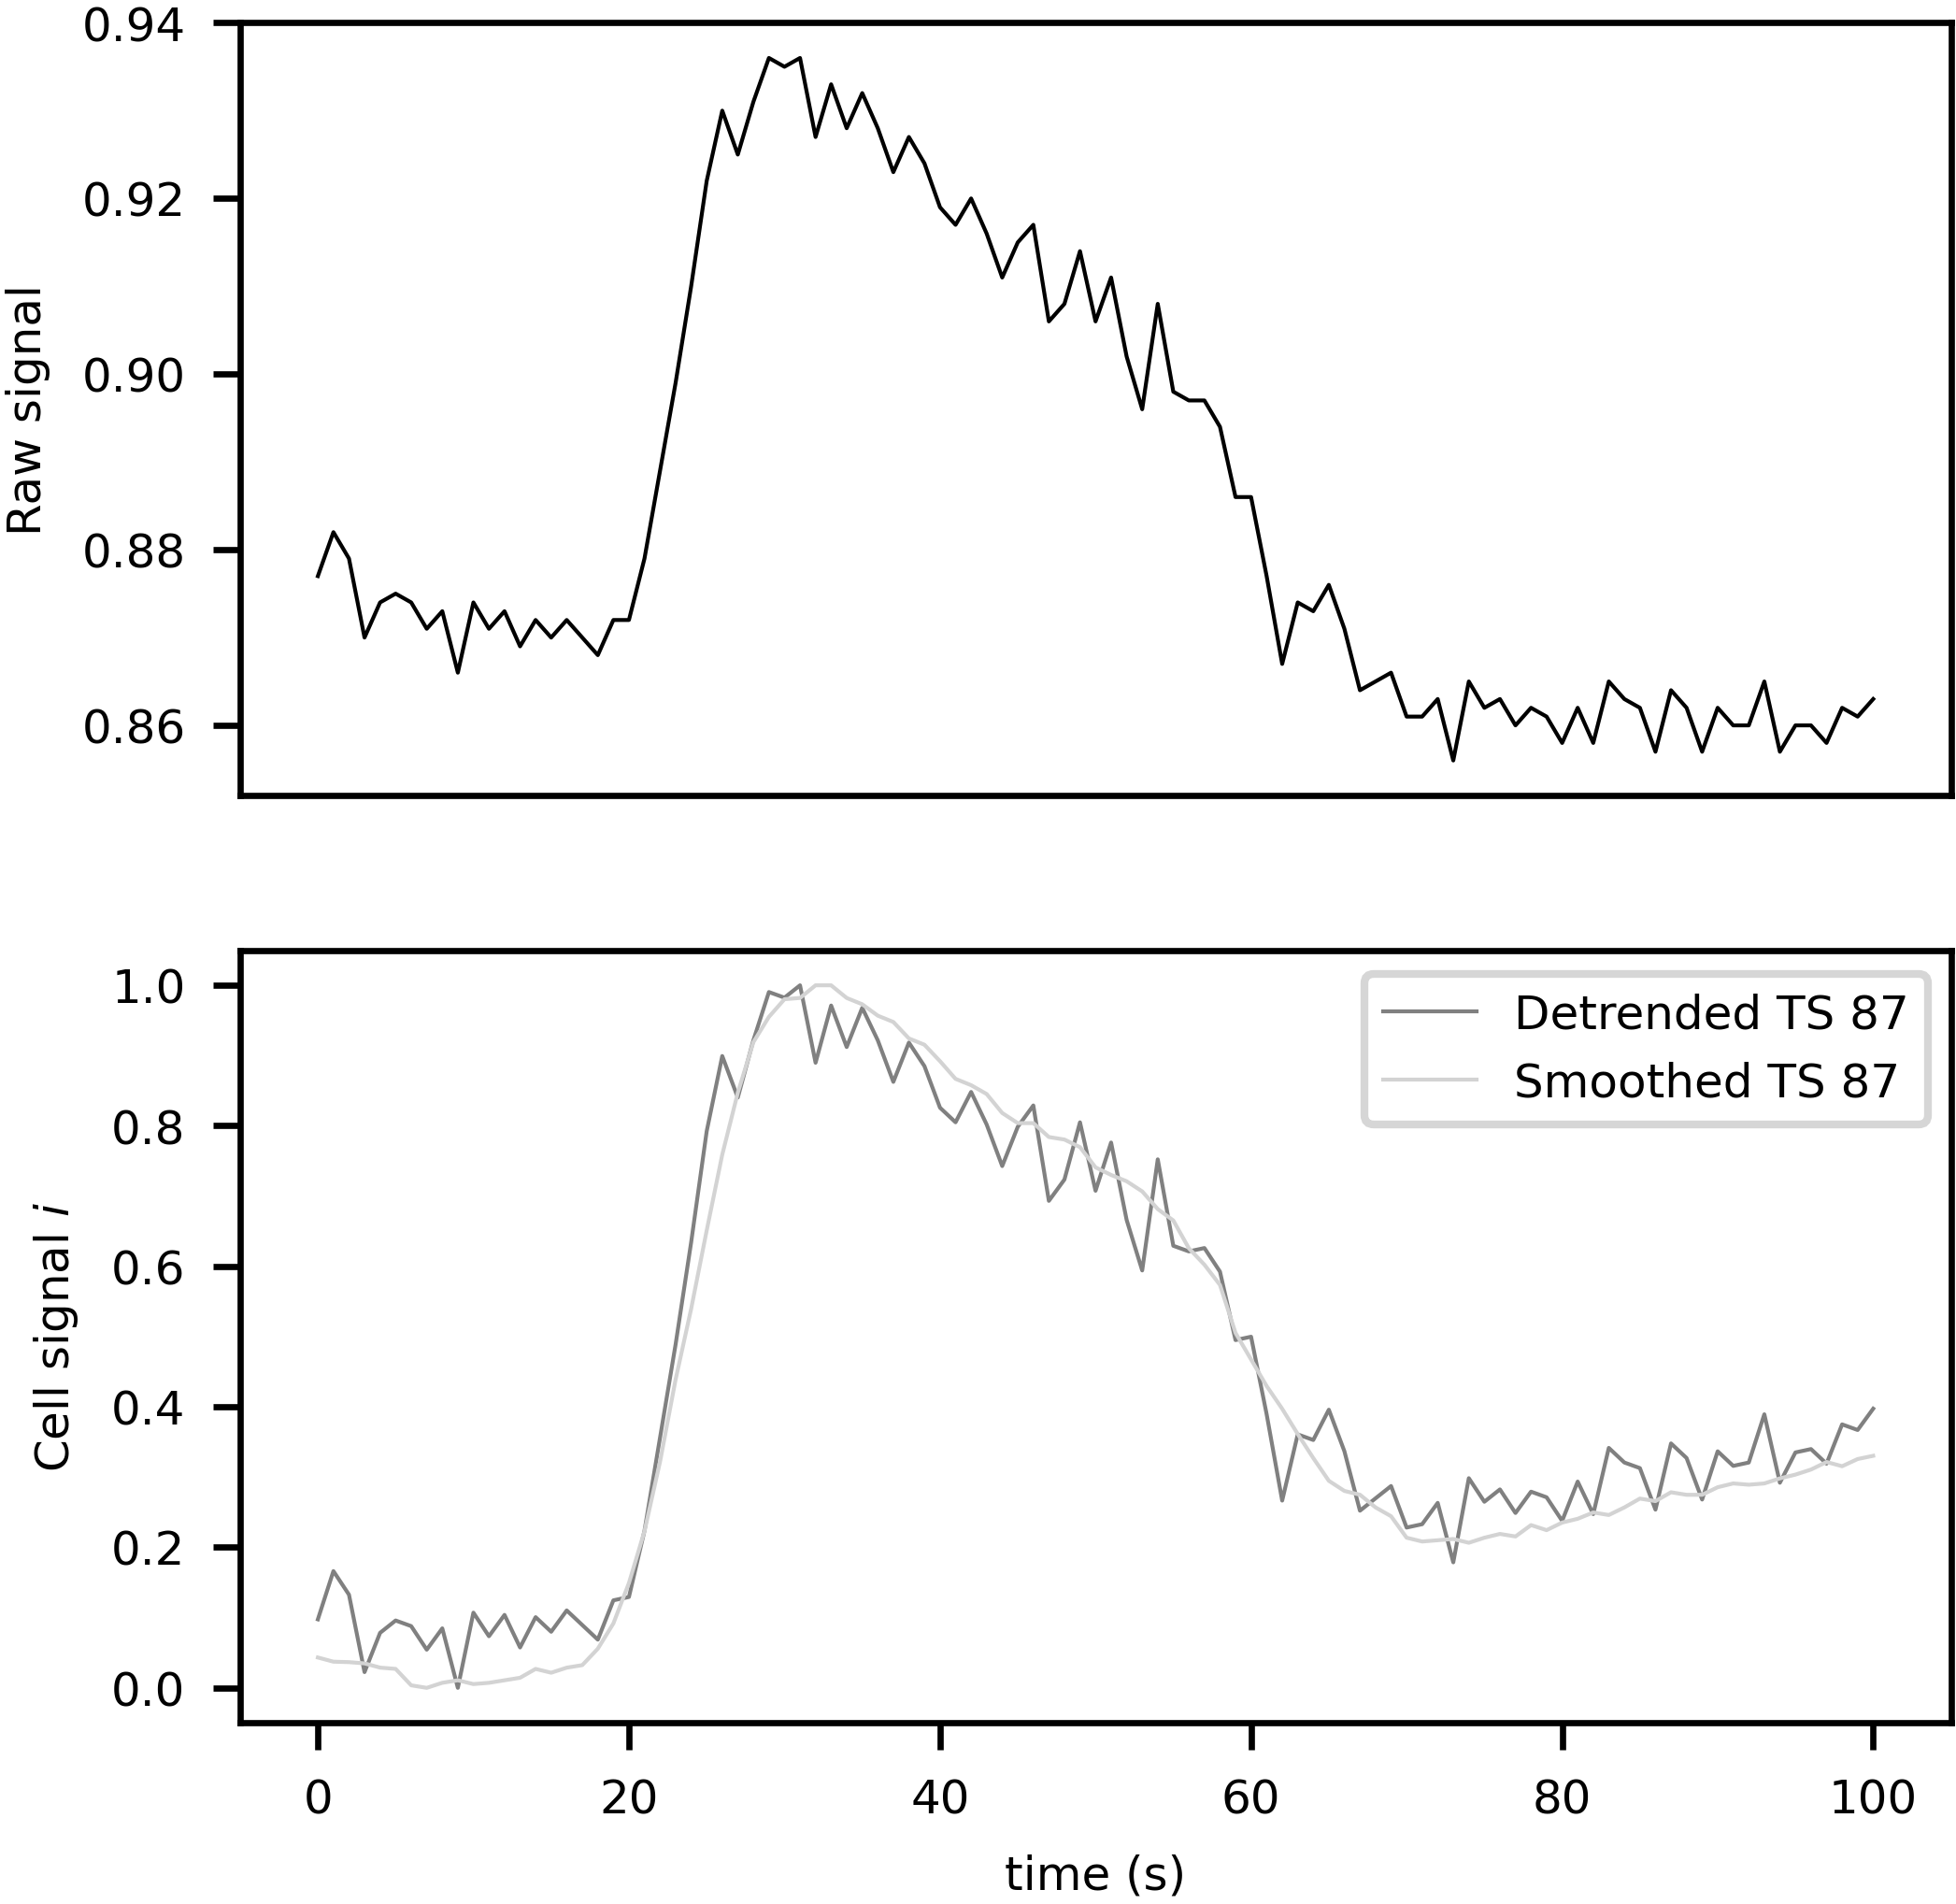 0.94
0.92
0.90
0.88
0.86
Raw signal
1.0
0.8
0.6
0.4
0.2
0.0
Cell signal i
Detrended TS 87
Smoothed TS 87
0 20 40 60 80 100
time (s)